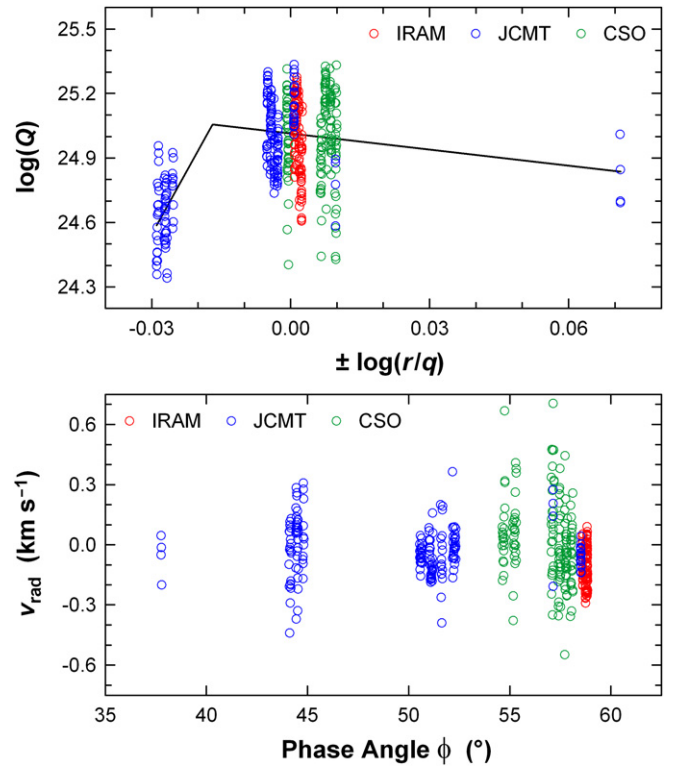 25.5
IRAM JCMT CSO
25.2
log(Q)
24.9
24.6
24.3
-0.03 0.00 0.03 0.06
± log(r/q)
IRAM JCMT CSO
0.6
0.3
v_rad (km s⁻¹)
0.0
-0.3
-0.6
35 40 45 50 55 60
Phase Angle ϕ (°)